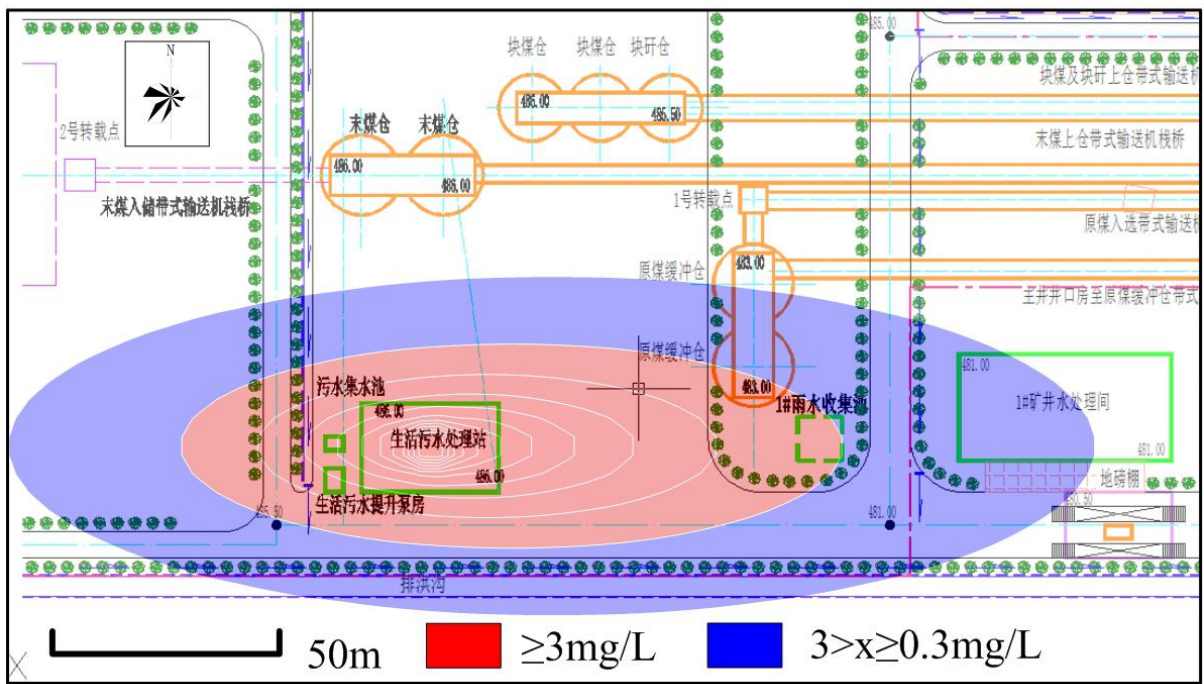 N
485.00
块煤仓
块煤仓
块矸仓
块煤及块矸上仓带式输送机
485.00
486.50
2号转载点
末煤仓
末煤仓
末煤上仓带式输送机栈桥
486.00
486.00
末煤入储带式输送机栈桥
1号转载点
原煤入选带式输送机
原煤缓冲仓
483.00
主井井口房至原煤缓冲仓带式
原煤缓冲仓
483.00
481.00
污水集水池
486.00
1#雨水收集池
1#矿井水处理间
生活污水处理站
486.00
481.00
生活污水提升泵房
地磅棚
485.50
481.00
480.50
排洪沟
50m
≥3mg/L
3>x≥0.3mg/L